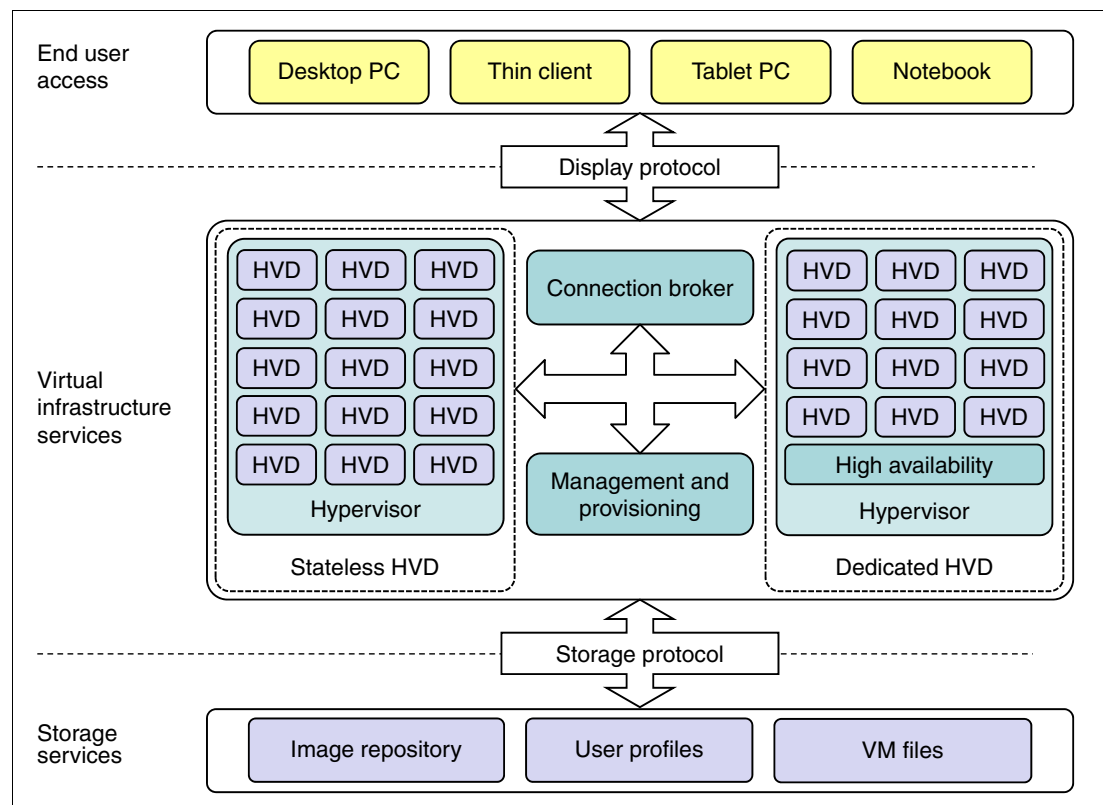 End user
access
Desktop PC
Thin client
Tablet PC
Notebook
Display protocol
Virtual
infrastructure
services
HVD HVD HVD
HVD HVD HVD
HVD HVD HVD
HVD HVD HVD
HVD HVD HVD
Hypervisor
Stateless HVD
Connection broker
Management and
provisioning
HVD HVD HVD
HVD HVD HVD
HVD HVD HVD
HVD HVD HVD
High availability
Hypervisor
Dedicated HVD
Storage protocol
Storage
services
Image repository
User profiles
VM files